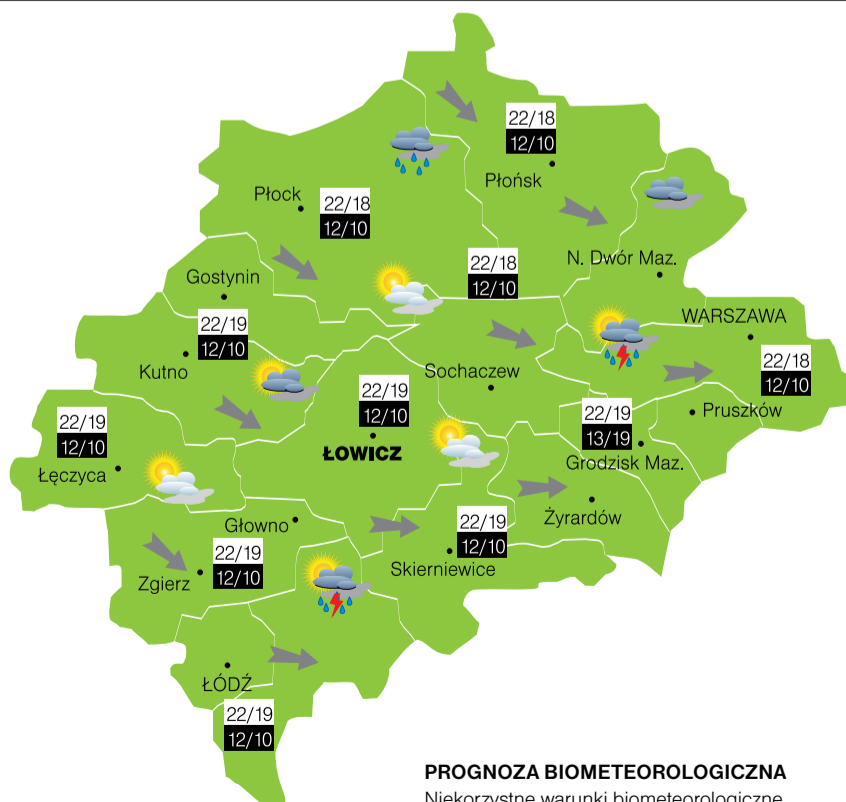 22/18
12/10
Płońsk
Płock
22/18
12/10
N. Dwór Maz.
22/18
12/10
Gostynin
22/19
12/10
Kutno
WARSZAWA
22/18
12/10
Sochaczew
22/19
12/10
ŁOWICZ
Pruszków
22/19
13/19
Grodzisk Maz.
22/19
12/10
Łęczyca
Żyrardów
Głowno
22/19
12/10
Skierniewice
22/19
12/10
Zgierz
ŁÓDŹ
22/19
12/10
PROGNOZA BIOMETEOROLOGICZNA
Niekorzystne warunki biometeorologiczne